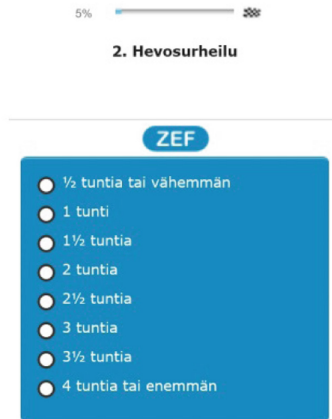 5%
2. Hevosurheilu
ZEF
½ tuntia tai vähemmän
1 tunti
1½ tuntia
2 tuntia
2½ tuntia
3 tuntia
3½ tuntia
4 tuntia tai enemmän